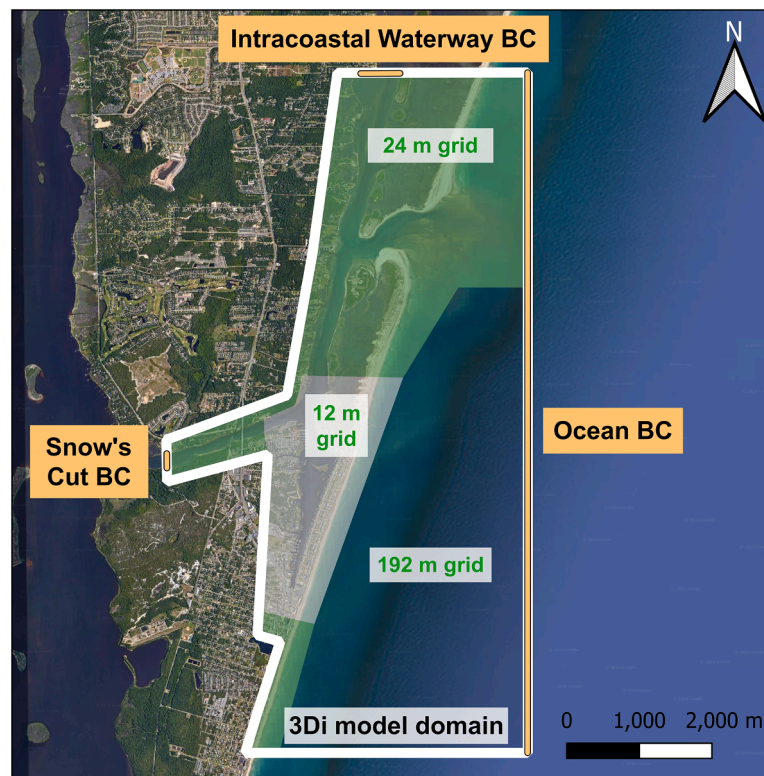 Intracoastal Waterway BC
N
24 m grid
12 m
grid
Snow's
Cut BC
Ocean BC
192 m grid
3Di model domain
0 1,000 2,000 m